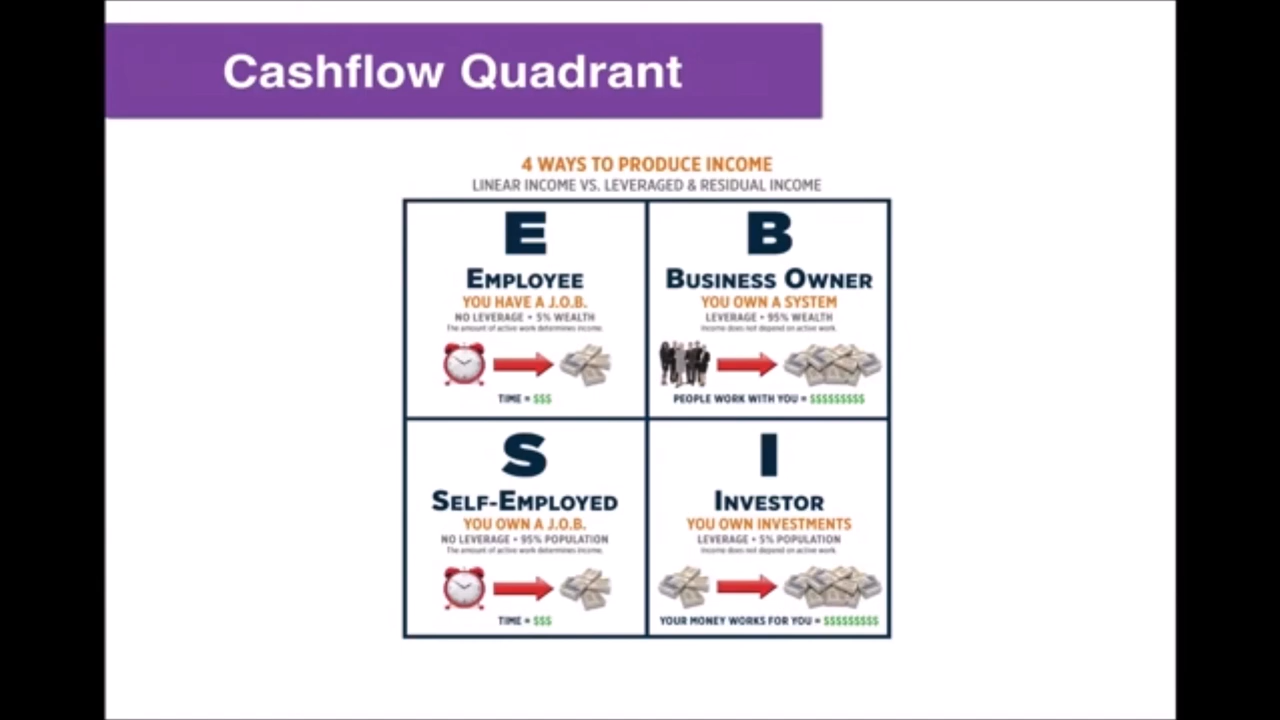 Cashflow Quadrant
4 WAYS TO PRODUCE INCOME
LINEAR INCOME VS. LEVERAGED & RESIDUAL INCOME
E
EMPLOYEE
YOU HAVE A J.O.B.
NO LEVERAGE • 5% WEALTH
The amount of active work determines income.
TIME = $$$
B
BUSINESS OWNER
YOU OWN A SYSTEM
LEVERAGE • 95% WEALTH
Income does not depend on active work.
PEOPLE WORK WITH YOU = $$$$$$$$$
S
SELF-EMPLOYED
YOU OWN A J.O.B.
NO LEVERAGE • 95% POPULATION
The amount of active work determines income.
TIME = $$$
I
INVESTOR
YOU OWN INVESTMENTS
LEVERAGE • 5% POPULATION
Income does not depend on active work.
YOUR MONEY WORKS FOR YOU = $$$$$$$$$